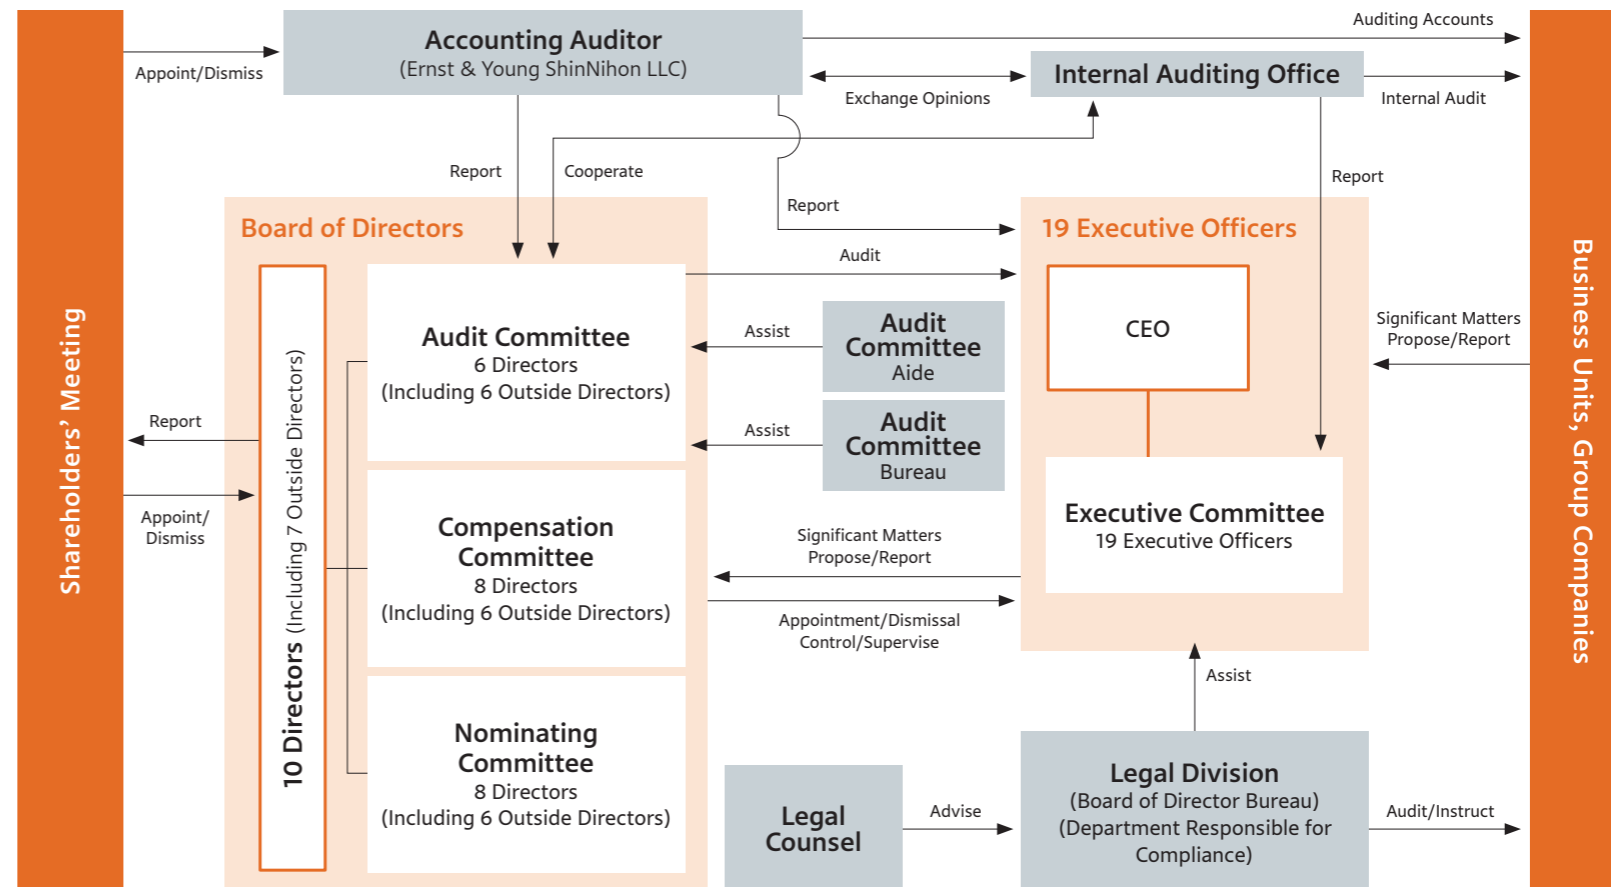 Shareholders’ Meeting
Appoint/Dismiss
Accounting Auditor
(Ernst & Young ShinNihon LLC)
Auditing Accounts
Exchange Opinions
Internal Auditing Office
Internal Audit
Report
Cooperate
Report
Report
Board of Directors
10 Directors (Including 7 Outside Directors)
Report
Appoint/
Dismiss
Audit Committee
6 Directors
(Including 6 Outside Directors)
Compensation
Committee
8 Directors
(Including 6 Outside Directors)
Nominating
Committee
8 Directors
(Including 6 Outside Directors)
Audit
Assist
Audit
Committee
Aide
Assist
Audit
Committee
Bureau
Significant Matters
Propose/Report
Appointment/Dismissal
Control/Supervise
19 Executive Officers
CEO
Executive Committee
19 Executive Officers
Significant Matters
Propose/Report
Assist
Legal
Counsel
Advise
Legal Division
(Board of Director Bureau)
(Department Responsible for
Compliance)
Audit/Instruct
Business Units, Group Companies